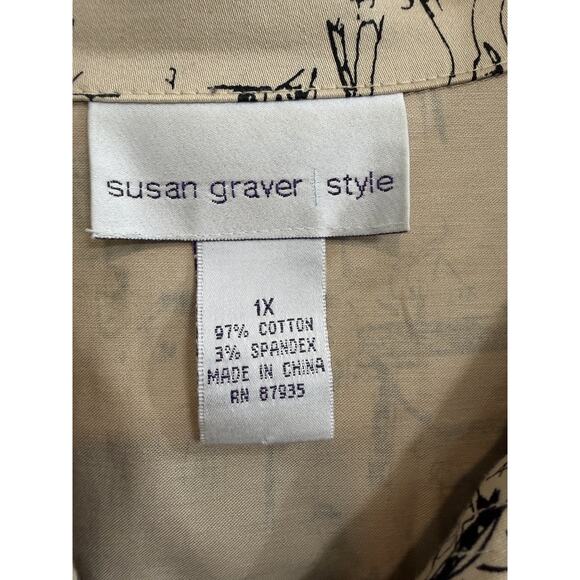 susan graver | style
1X
97% COTTON
3% SPANDEX
MADE IN CHINA
RN 87935